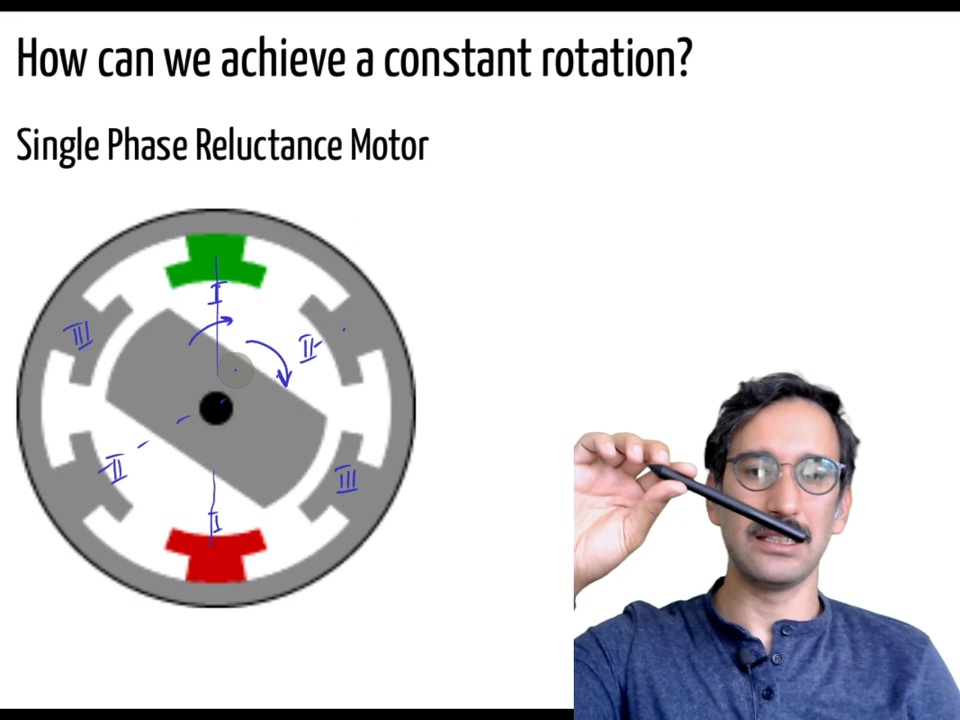 How can we achieve a constant rotation?
Single Phase Reluctance Motor
I
III
II
II
III
I